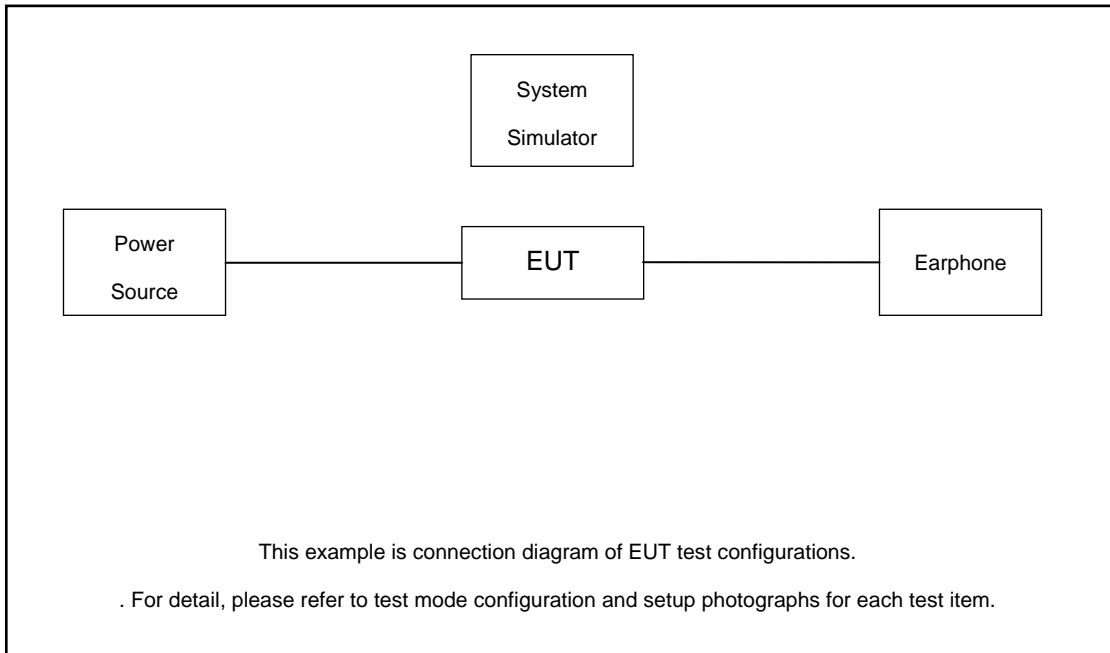 System
Simulator
Power
Source
EUT
Earphone
This example is connection diagram of EUT test configurations.
. For detail, please refer to test mode configuration and setup photographs for each test item.